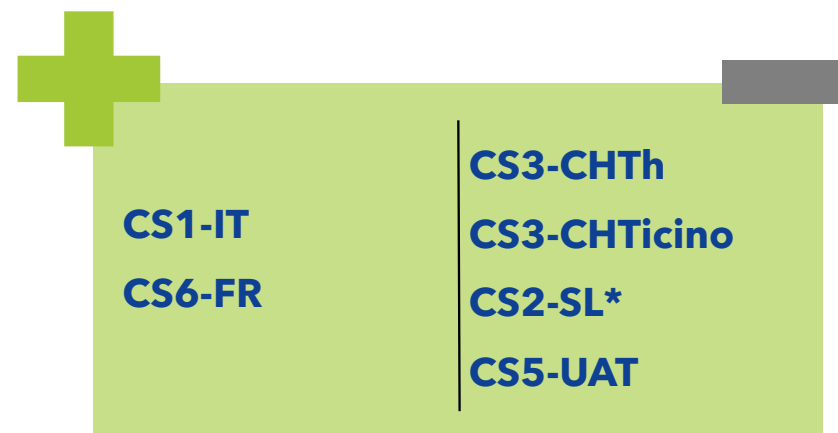 CS1-IT
CS6-FR
CS3-CHTh
CS3-CHTicino
CS2-SL*
CS5-UAT